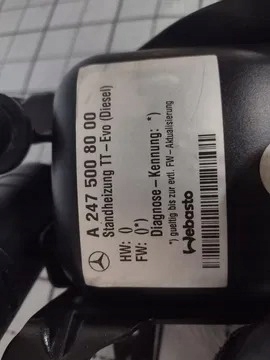 A 247 500 80 00
Standheizung TT-Evo (Diesel)
HW: 0
FW: 0*)
Diagnose-Kennung: *)
*) gueltig bis zur evtl. FW-Aktualisierung
Webasto